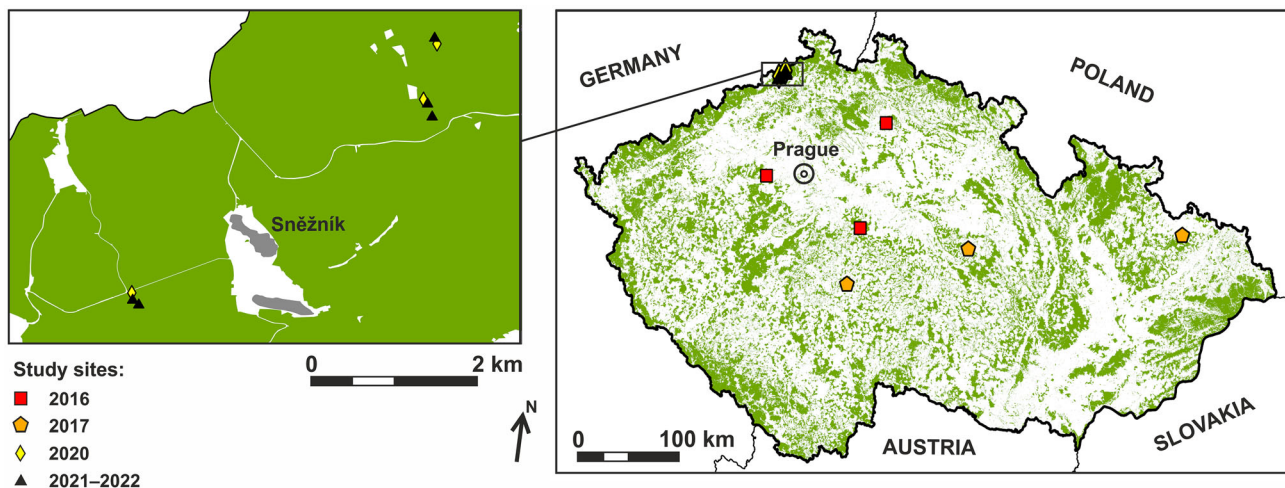 Sněžník
0 2 km
Study sites:
2016
2017
2020
2021–2022
N
GERMANY
POLAND
Prague
0 100 km
AUSTRIA
SLOVAKIA